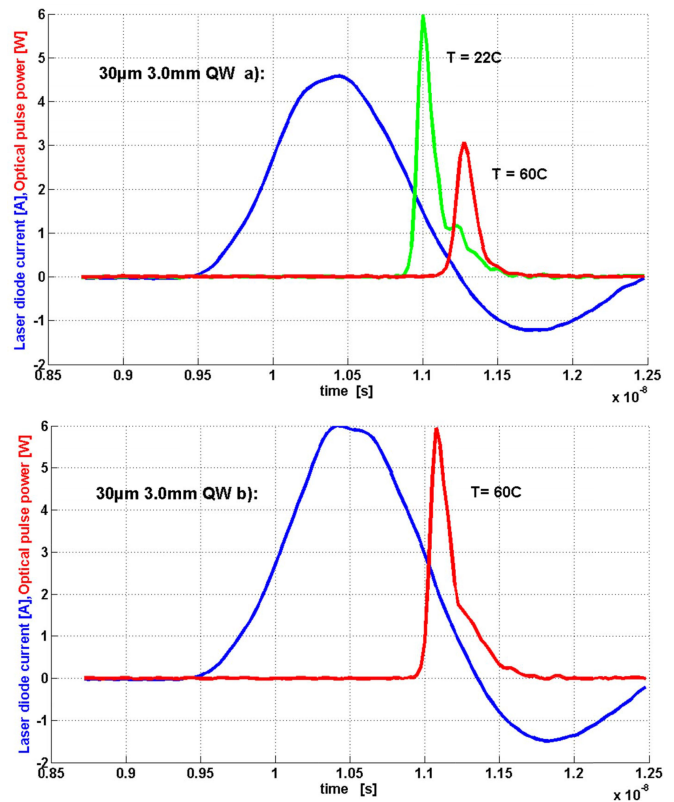 6
5
4
3
2
1
0
-1
-2
Laser diode current [A],Optical pulse power [W]
30µm 3.0mm QW a):
T = 22C
T = 60C
0.85 0.9 0.95 1 1.05 1.1 1.15 1.2 1.25
time [s]
x 10⁻⁸
6
5
4
3
2
1
0
-1
-2
Laser diode current [A],Optical pulse power [W]
30µm 3.0mm QW b):
T= 60C
0.85 0.9 0.95 1 1.05 1.1 1.15 1.2 1.25
time [s]
x 10⁻⁸